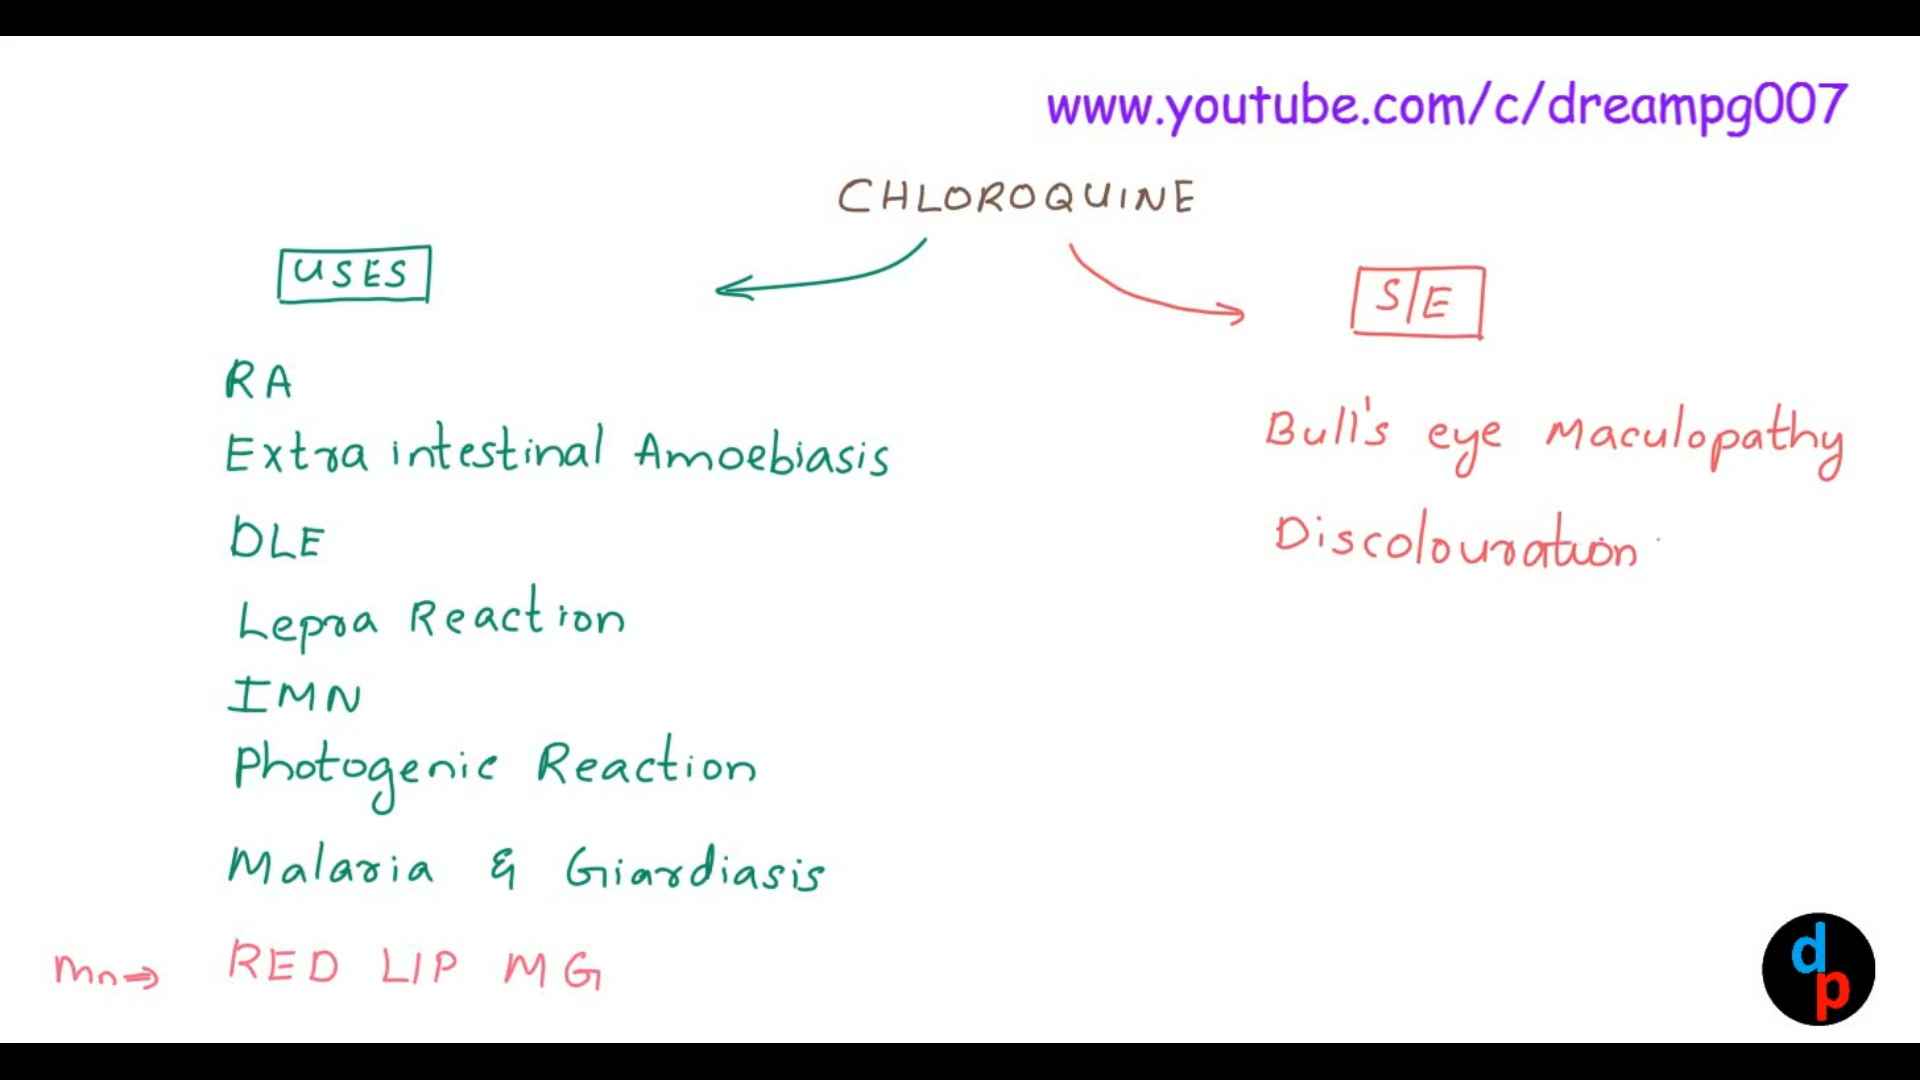 www.youtube.com/c/dreampg007
CHLOROQUINE
USES
RA
Extra intestinal Amoebiasis
DLE
Lepra Reaction
IMN
Photogenic Reaction
Malaria & Giardiasis
Mn⇒ RED LIP MG
S/E
Bull's eye Maculopathy
Discolouration
dp